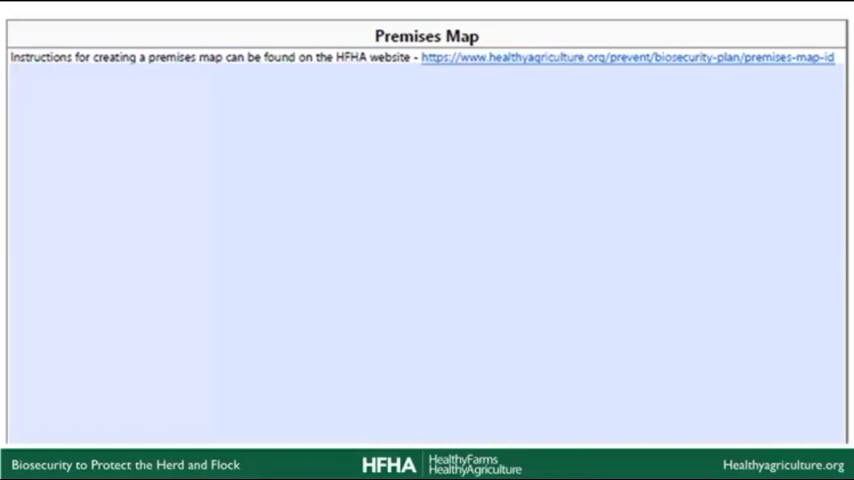 Premises Map
Instructions for creating a premises map can be found on the HFHA website - https://www.healthyagriculture.org/prevent/biosecurity-plan/premises-map-id
Biosecurity to Protect the Herd and Flock
HFHA
HealthyFarms
HealthyAgriculture
Healthyagriculture.org